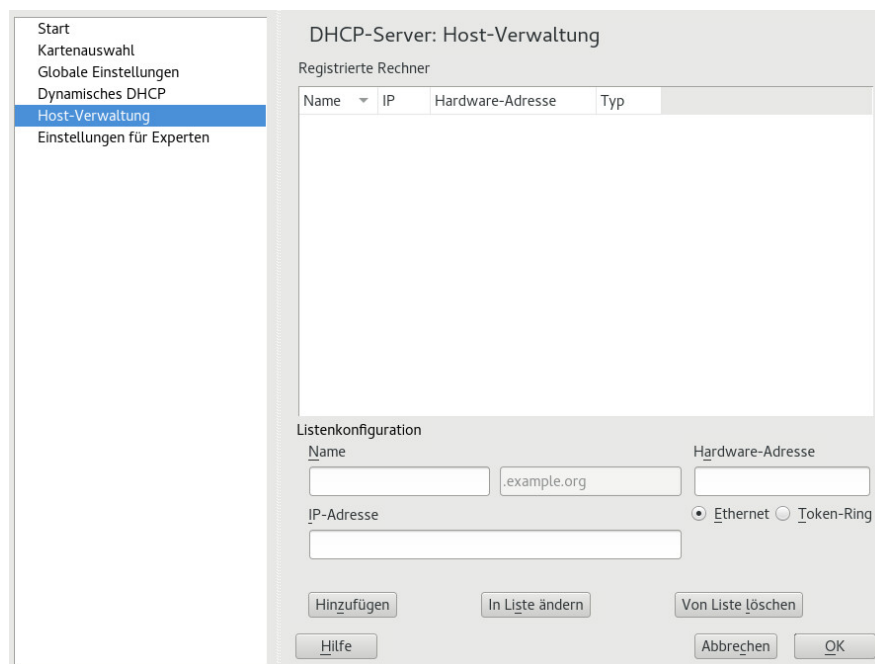 Start
Kartenauswahl
Globale Einstellungen
Dynamisches DHCP
Host-Verwaltung
Einstellungen für Experten
DHCP-Server: Host-Verwaltung
Registrierte Rechner
Name IP Hardware-Adresse Typ
Listenkonfiguration
Name Hardware-Adresse
.example.org
IP-Adresse Ethernet Token-Ring
Hinzufügen In Liste ändern Von Liste löschen
Hilfe Abbrechen OK